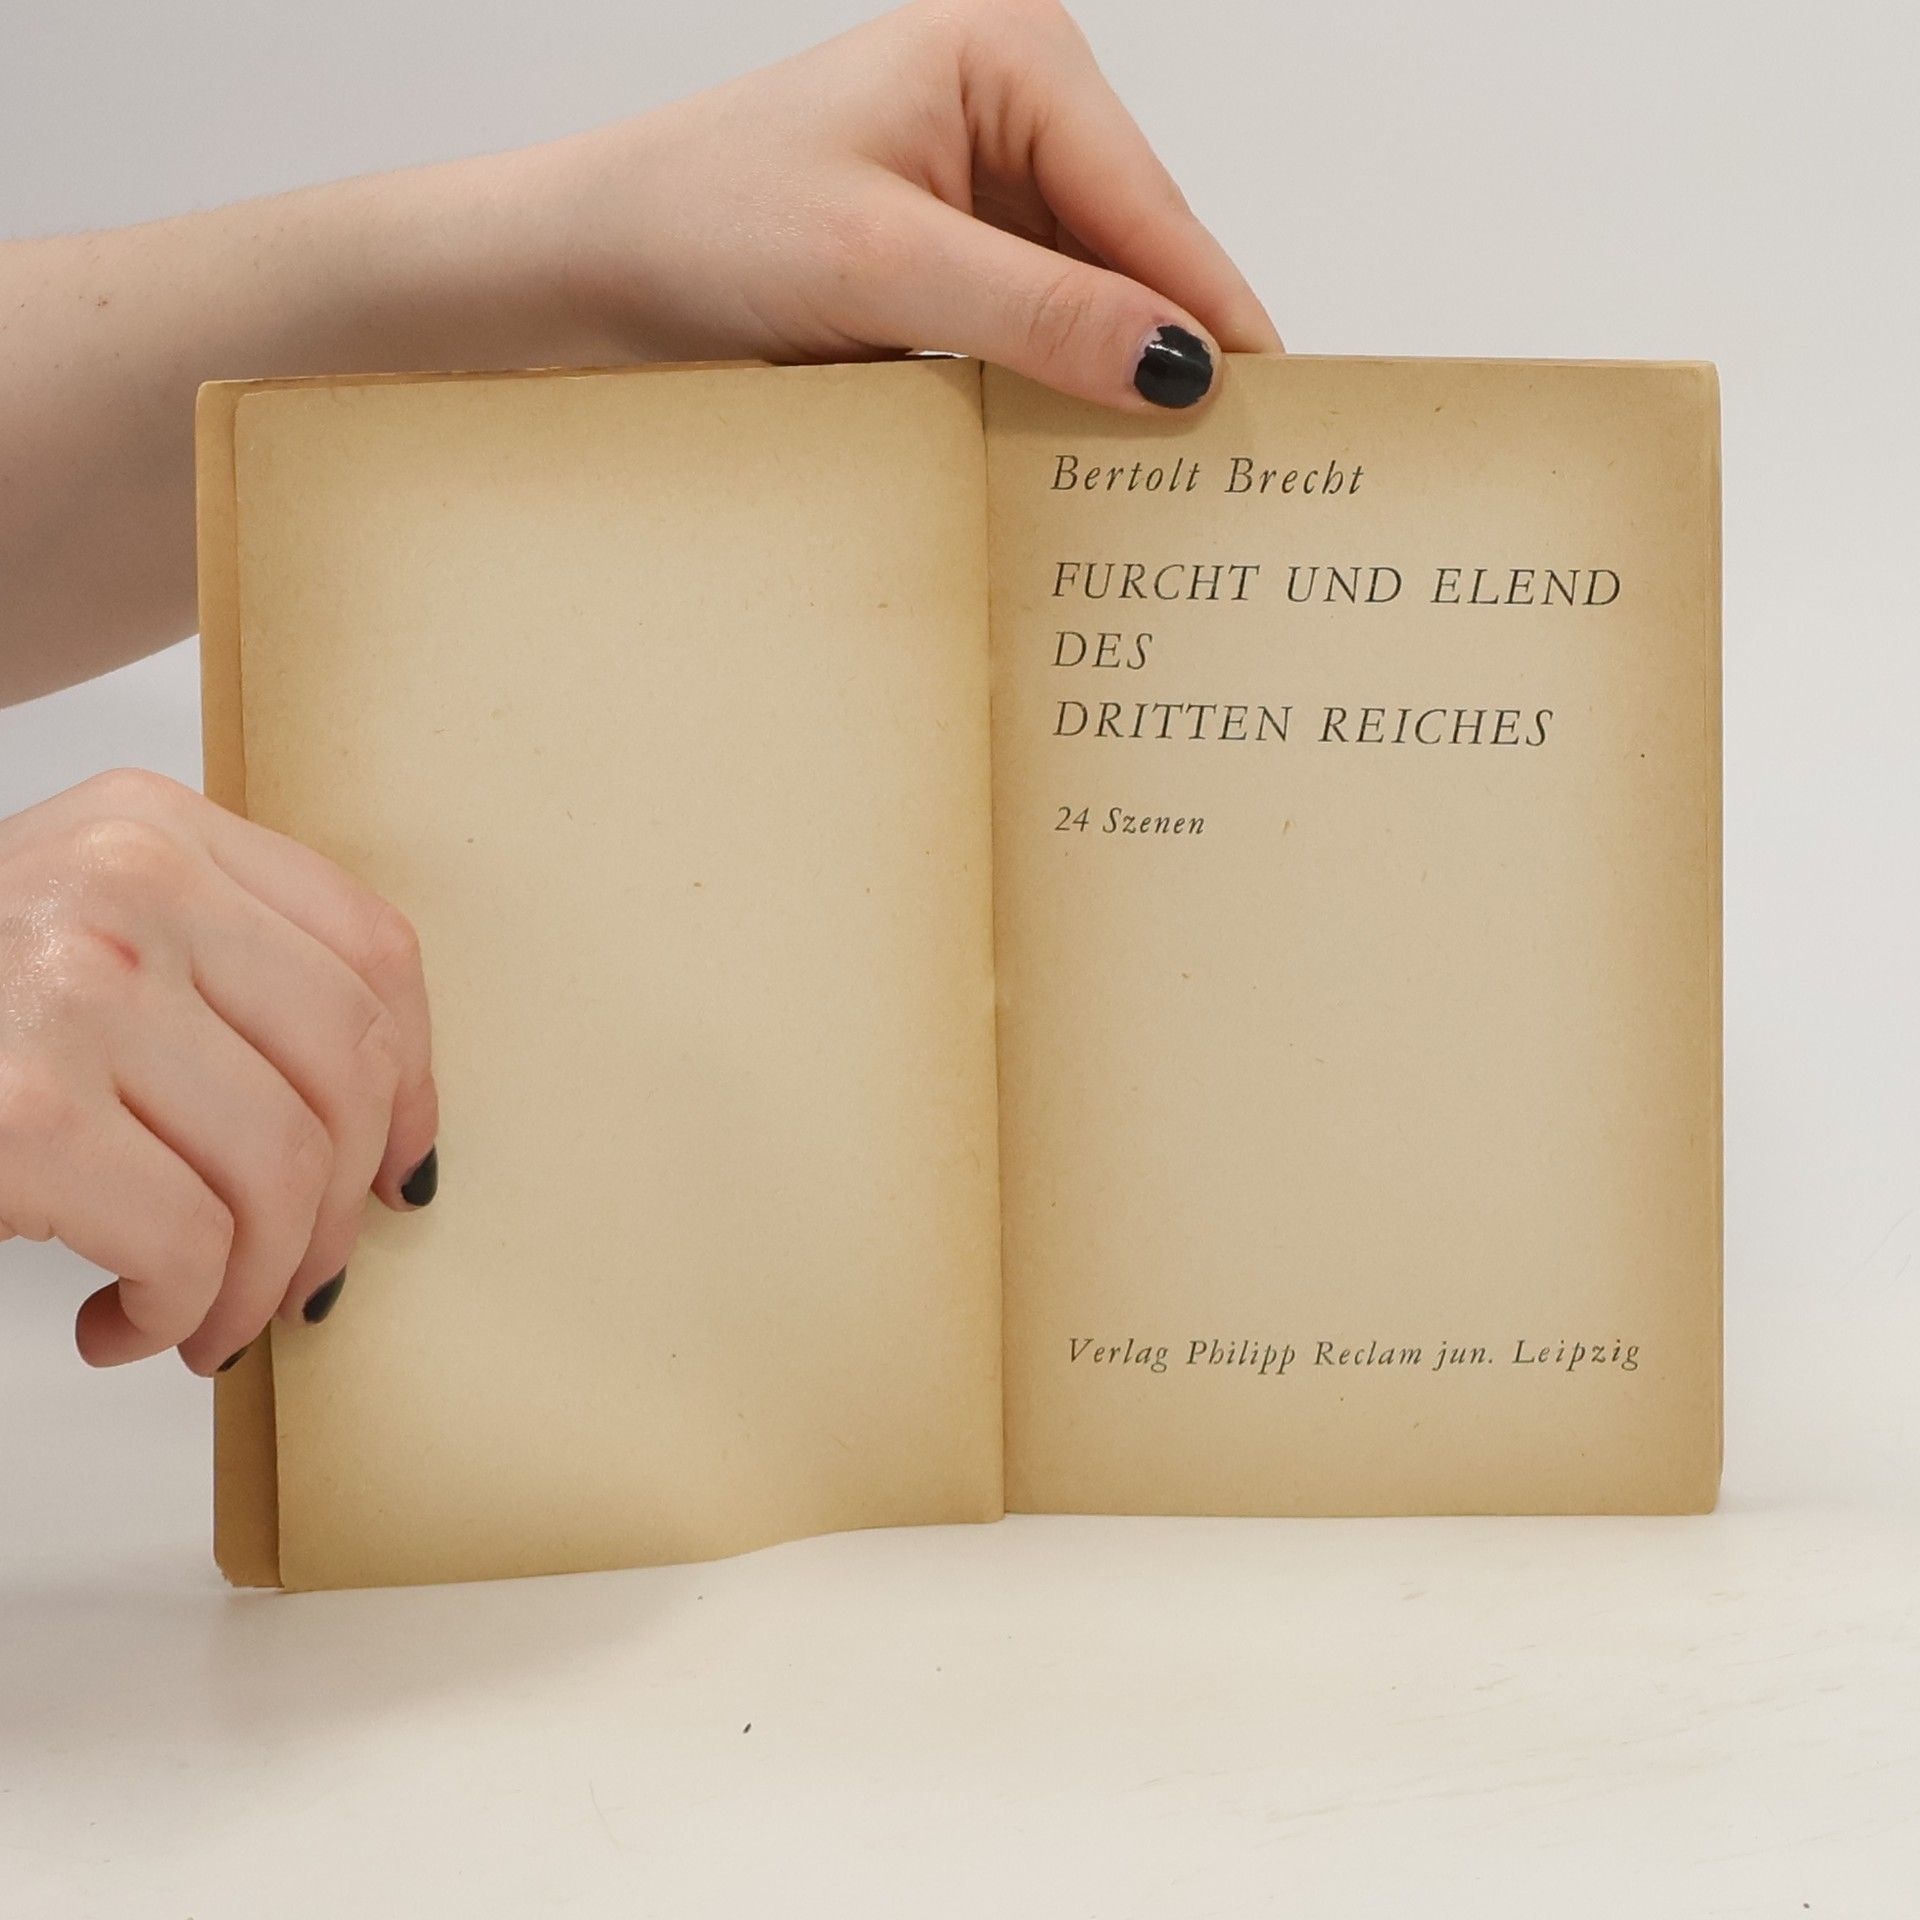 Bertolt Brecht
FURCHT UND ELEND
DES
DRITTEN REICHES
24 Szenen
Verlag Philipp Reclam jun. Leipzig